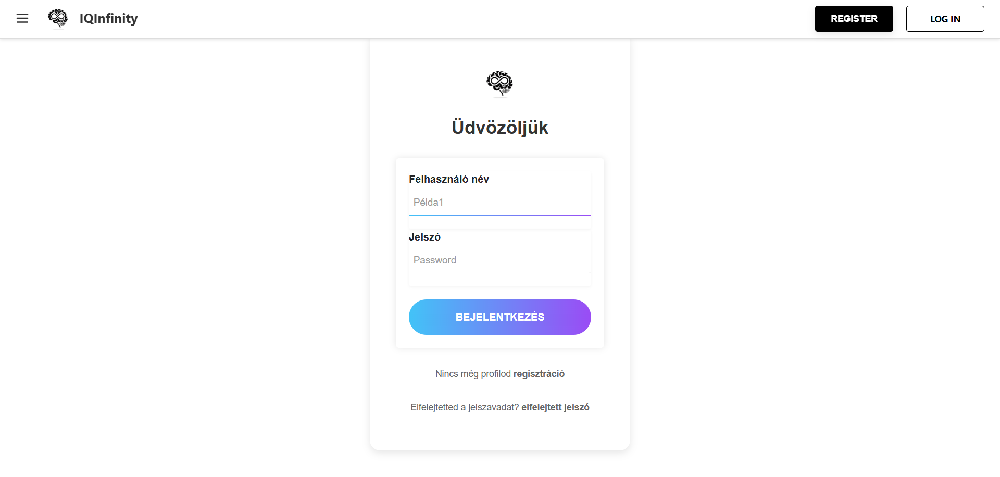 IQInfinity
REGISTER
LOG IN
Üdvözöljük
Felhasználó név
Példa1
Jelszó
Password
BEJELENTKEZÉS
Nincs még profilod regisztráció
Elfelejtetted a jelszavadat? elfelejtett jelszó